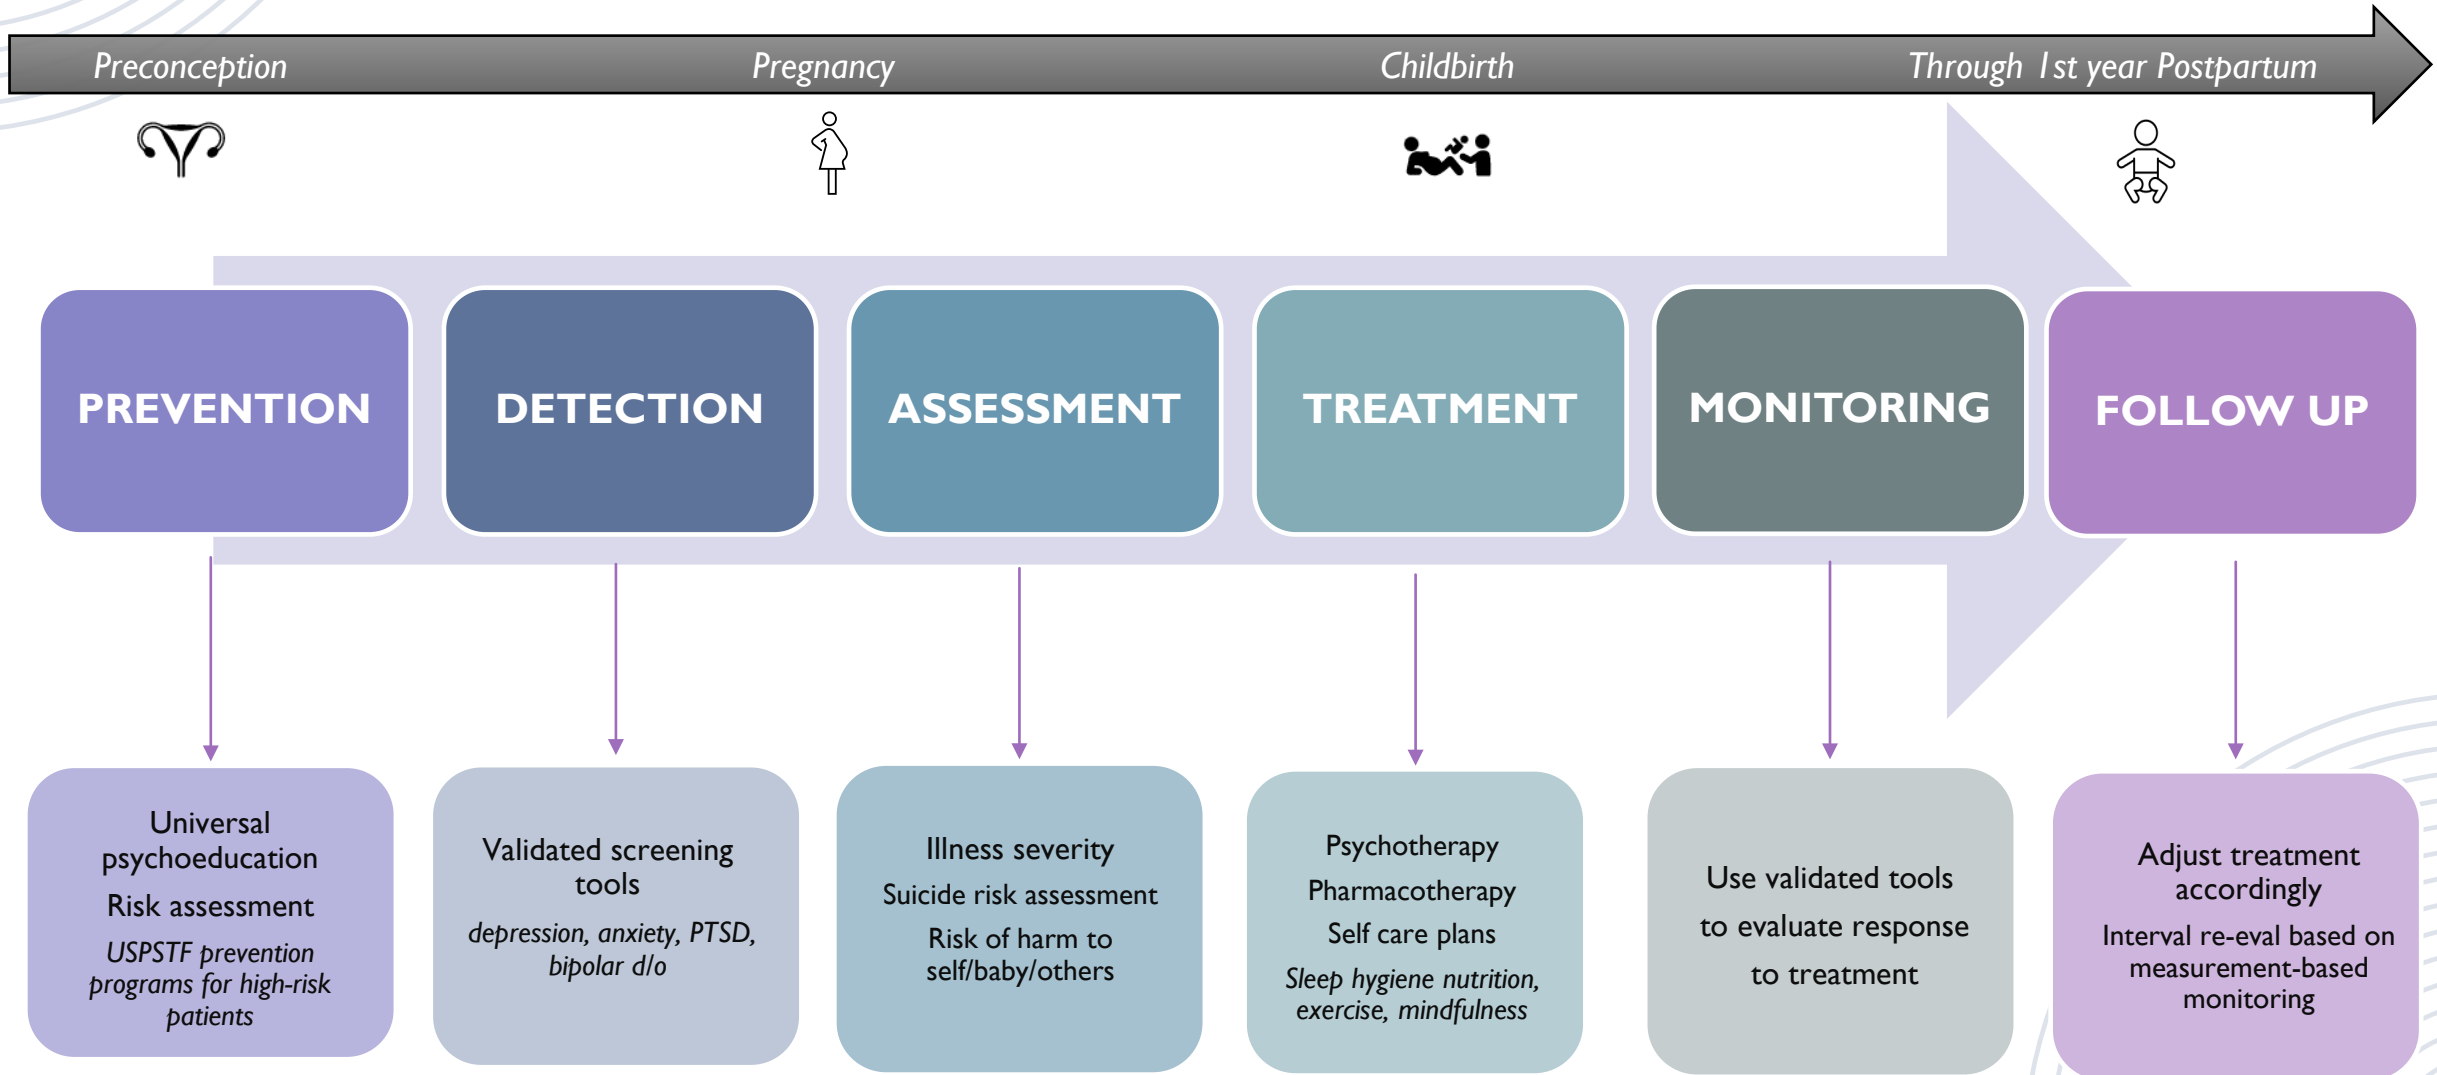 Preconception
Pregnancy
Childbirth
Through 1st year Postpartum
PREVENTION
DETECTION
ASSESSMENT
TREATMENT
MONITORING
FOLLOW UP
Universal
psychoeducation
Risk assessment
USPSTF prevention
programs for high-risk
patients
Validated screening
tools
depression, anxiety, PTSD,
bipolar d/o
Illness severity
Suicide risk assessment
Risk of harm to
self/baby/others
Psychotherapy
Pharmacotherapy
Self care plans
Sleep hygiene nutrition,
exercise, mindfulness
Use validated tools
to evaluate response
to treatment
Adjust treatment
accordingly
Interval re-eval based on
measurement-based
monitoring